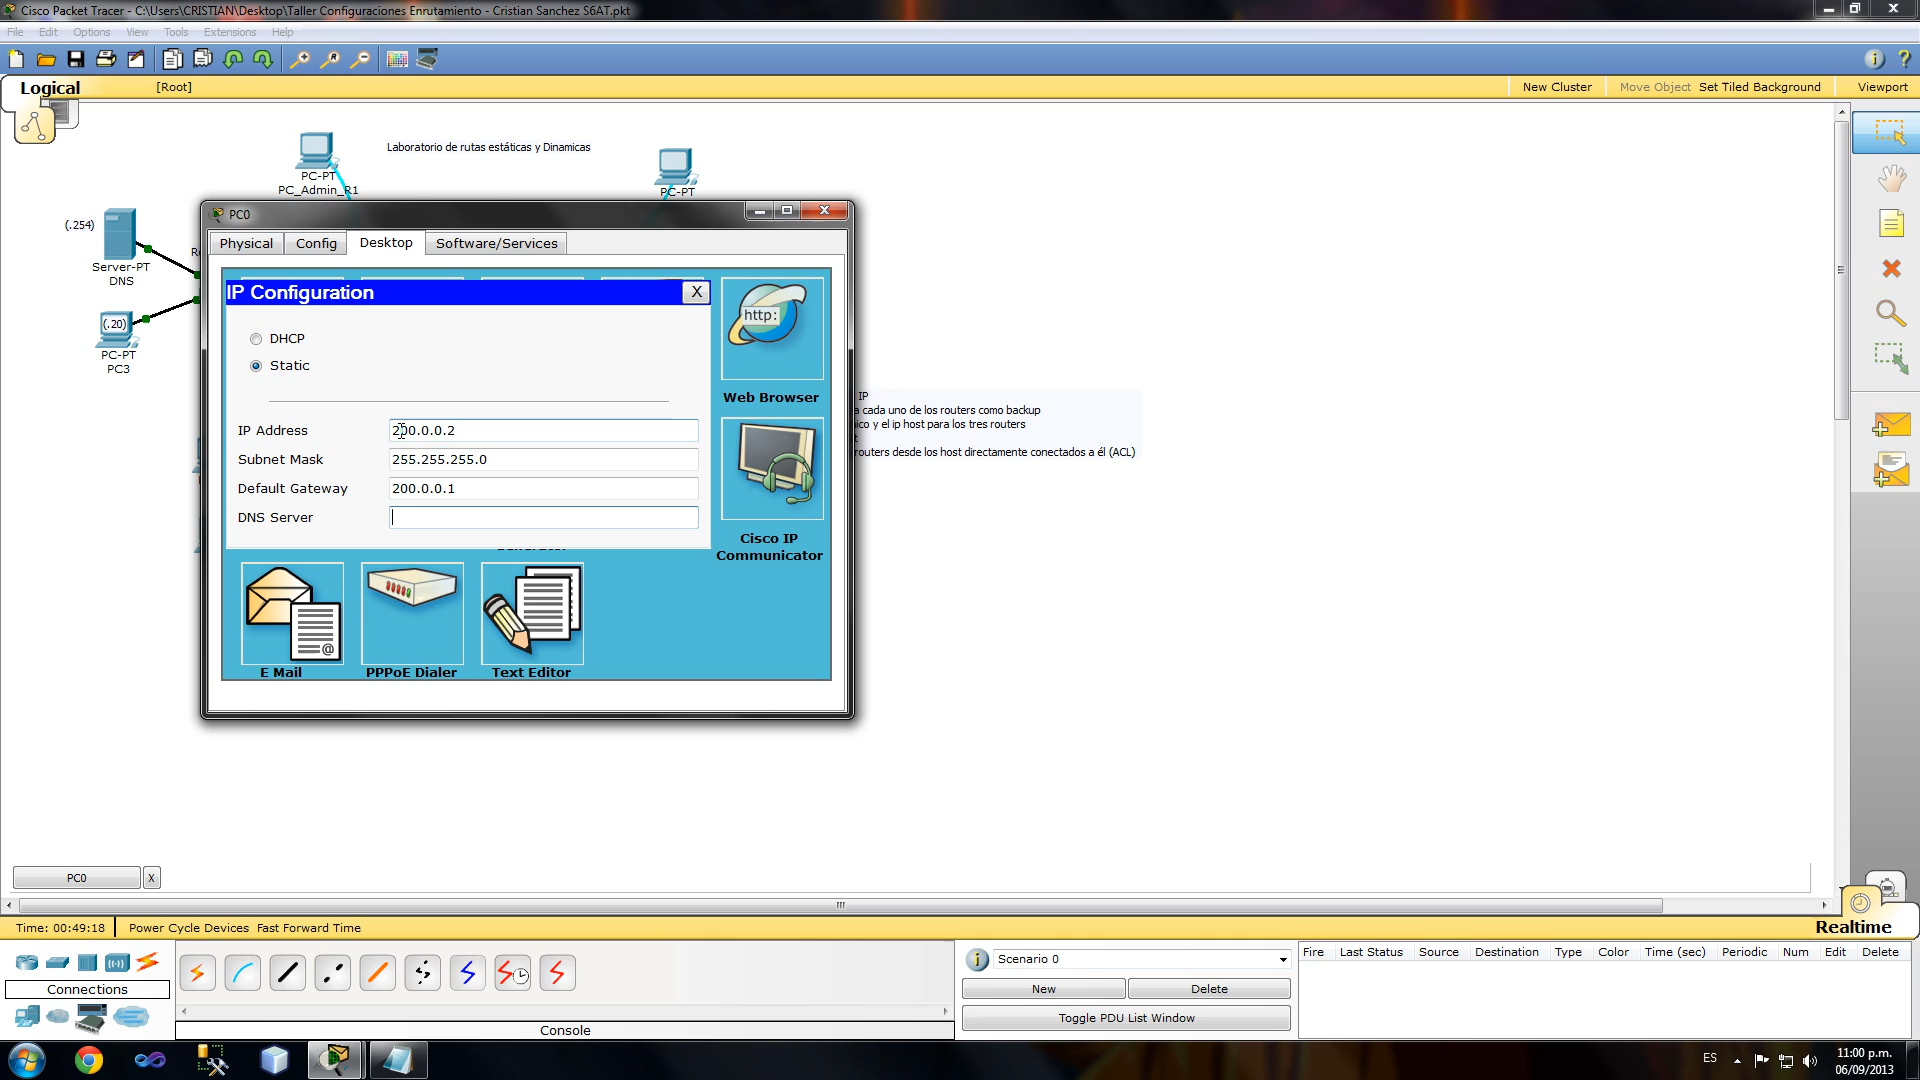 Cisco Packet Tracer - C:\Users\CRISTIAN\Desktop\Taller Configuraciones Enrutamiento - Cristian Sanchez S6AT.pkt
File Edit Options View Tools Extensions Help
Logical
[Root]
New Cluster
Move Object
Set Tiled Background
Viewport
Laboratorio de rutas estáticas y Dinamicas
PC-PT
PC_Admin_R1
PC-PT
(.254)
Server-PT
DNS
(.20)
PC-PT
PC3
PC0
Physical
Config
Desktop
Software/Services
IP Configuration
X
DHCP
Static
IP Address
200.0.0.2
Subnet Mask
255.255.255.0
Default Gateway
200.0.0.1
DNS Server
http:
Web Browser
Cisco IP
Communicator
E Mail
PPPoE Dialer
Text Editor
IP
a cada uno de los routers como backup
ico y el ip host para los tres routers
routers desde los host directamente conectados a él (ACL)
PC0
X
Time: 00:49:18
Power Cycle Devices Fast Forward Time
Realtime
Connections
Console
Scenario 0
New
Delete
Toggle PDU List Window
Fire
Last Status
Source
Destination
Type
Color
Time (sec)
Periodic
Num
Edit
Delete
ES
11:00 p.m.
06/09/2013